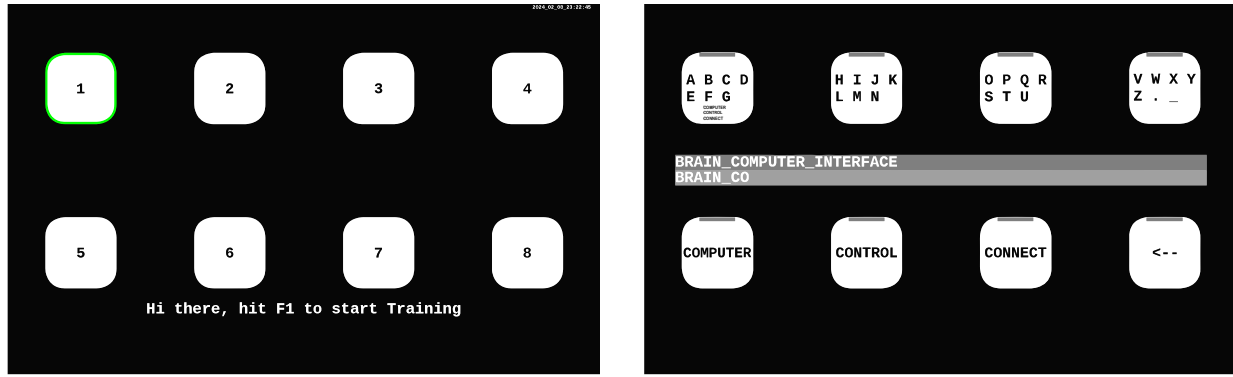 2024_02_08_23:22:45
1 2 3 4
5 6 7 8
Hi there, hit F1 to start Training
A B C D
E F G
COMPUTER
CONTROL
CONNECT
H I J K
L M N
O P Q R
S T U
V W X Y
Z . _
BRAIN_COMPUTER_INTERFACE
BRAIN_CO
COMPUTER CONTROL CONNECT <--